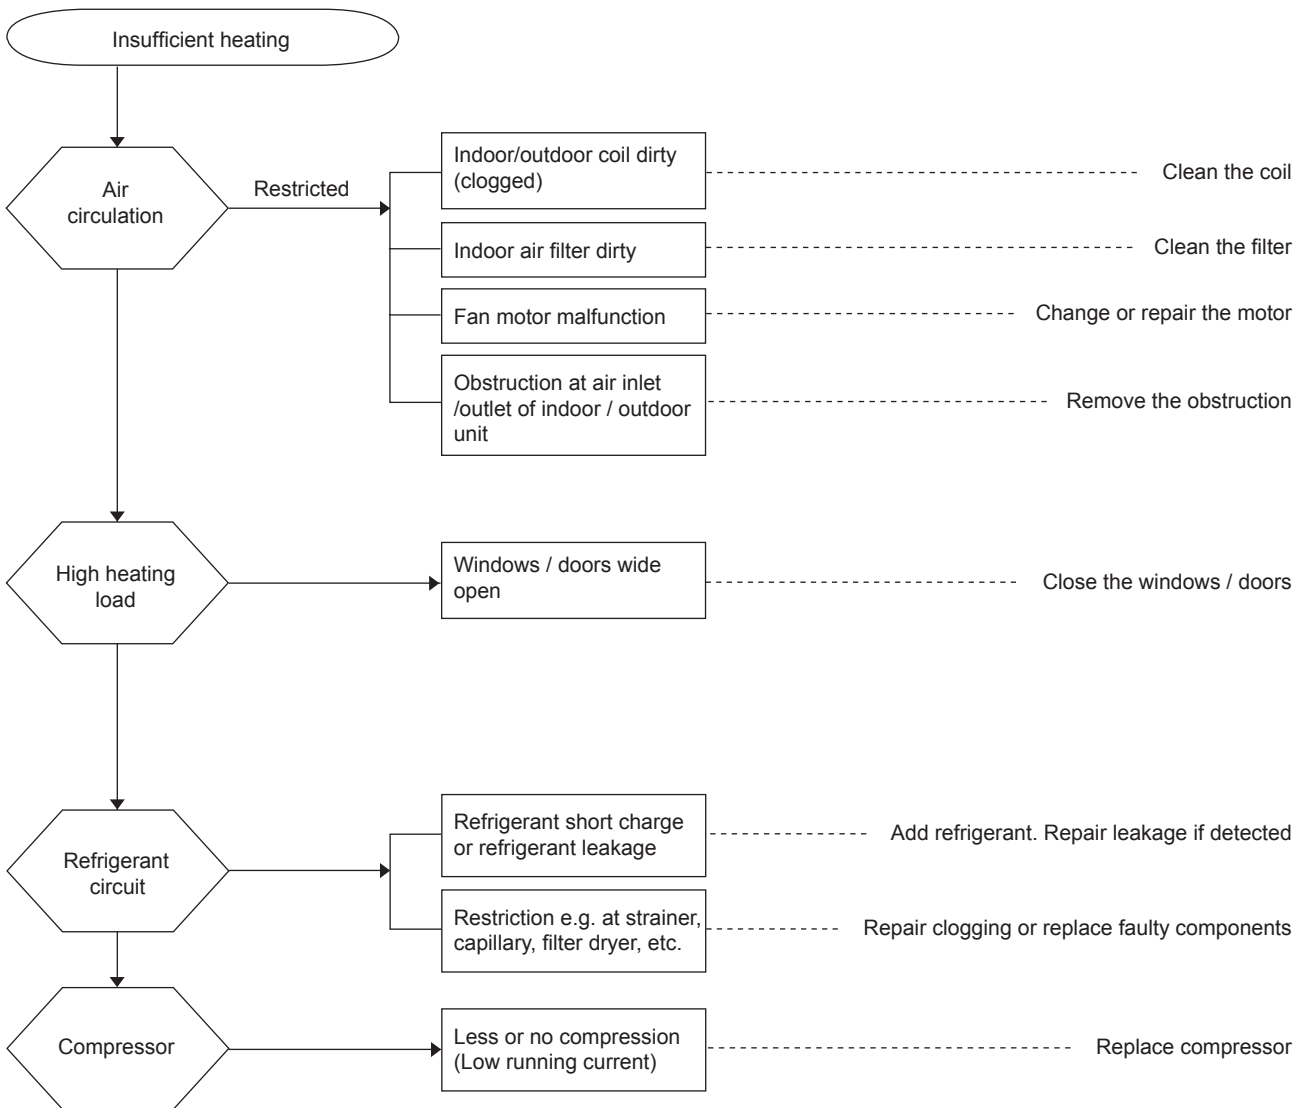 Insufficient heating
Air
circulation
Restricted
Indoor/outdoor coil dirty
(clogged)
Clean the coil
Indoor air filter dirty
Clean the filter
Fan motor malfunction
Change or repair the motor
Obstruction at air inlet
/outlet of indoor / outdoor
unit
Remove the obstruction
High heating
load
Windows / doors wide
open
Close the windows / doors
Refrigerant
circuit
Refrigerant short charge
or refrigerant leakage
Add refrigerant. Repair leakage if detected
Restriction e.g. at strainer,
capillary, filter dryer, etc.
Repair clogging or replace faulty components
Compressor
Less or no compression
(Low running current)
Replace compressor